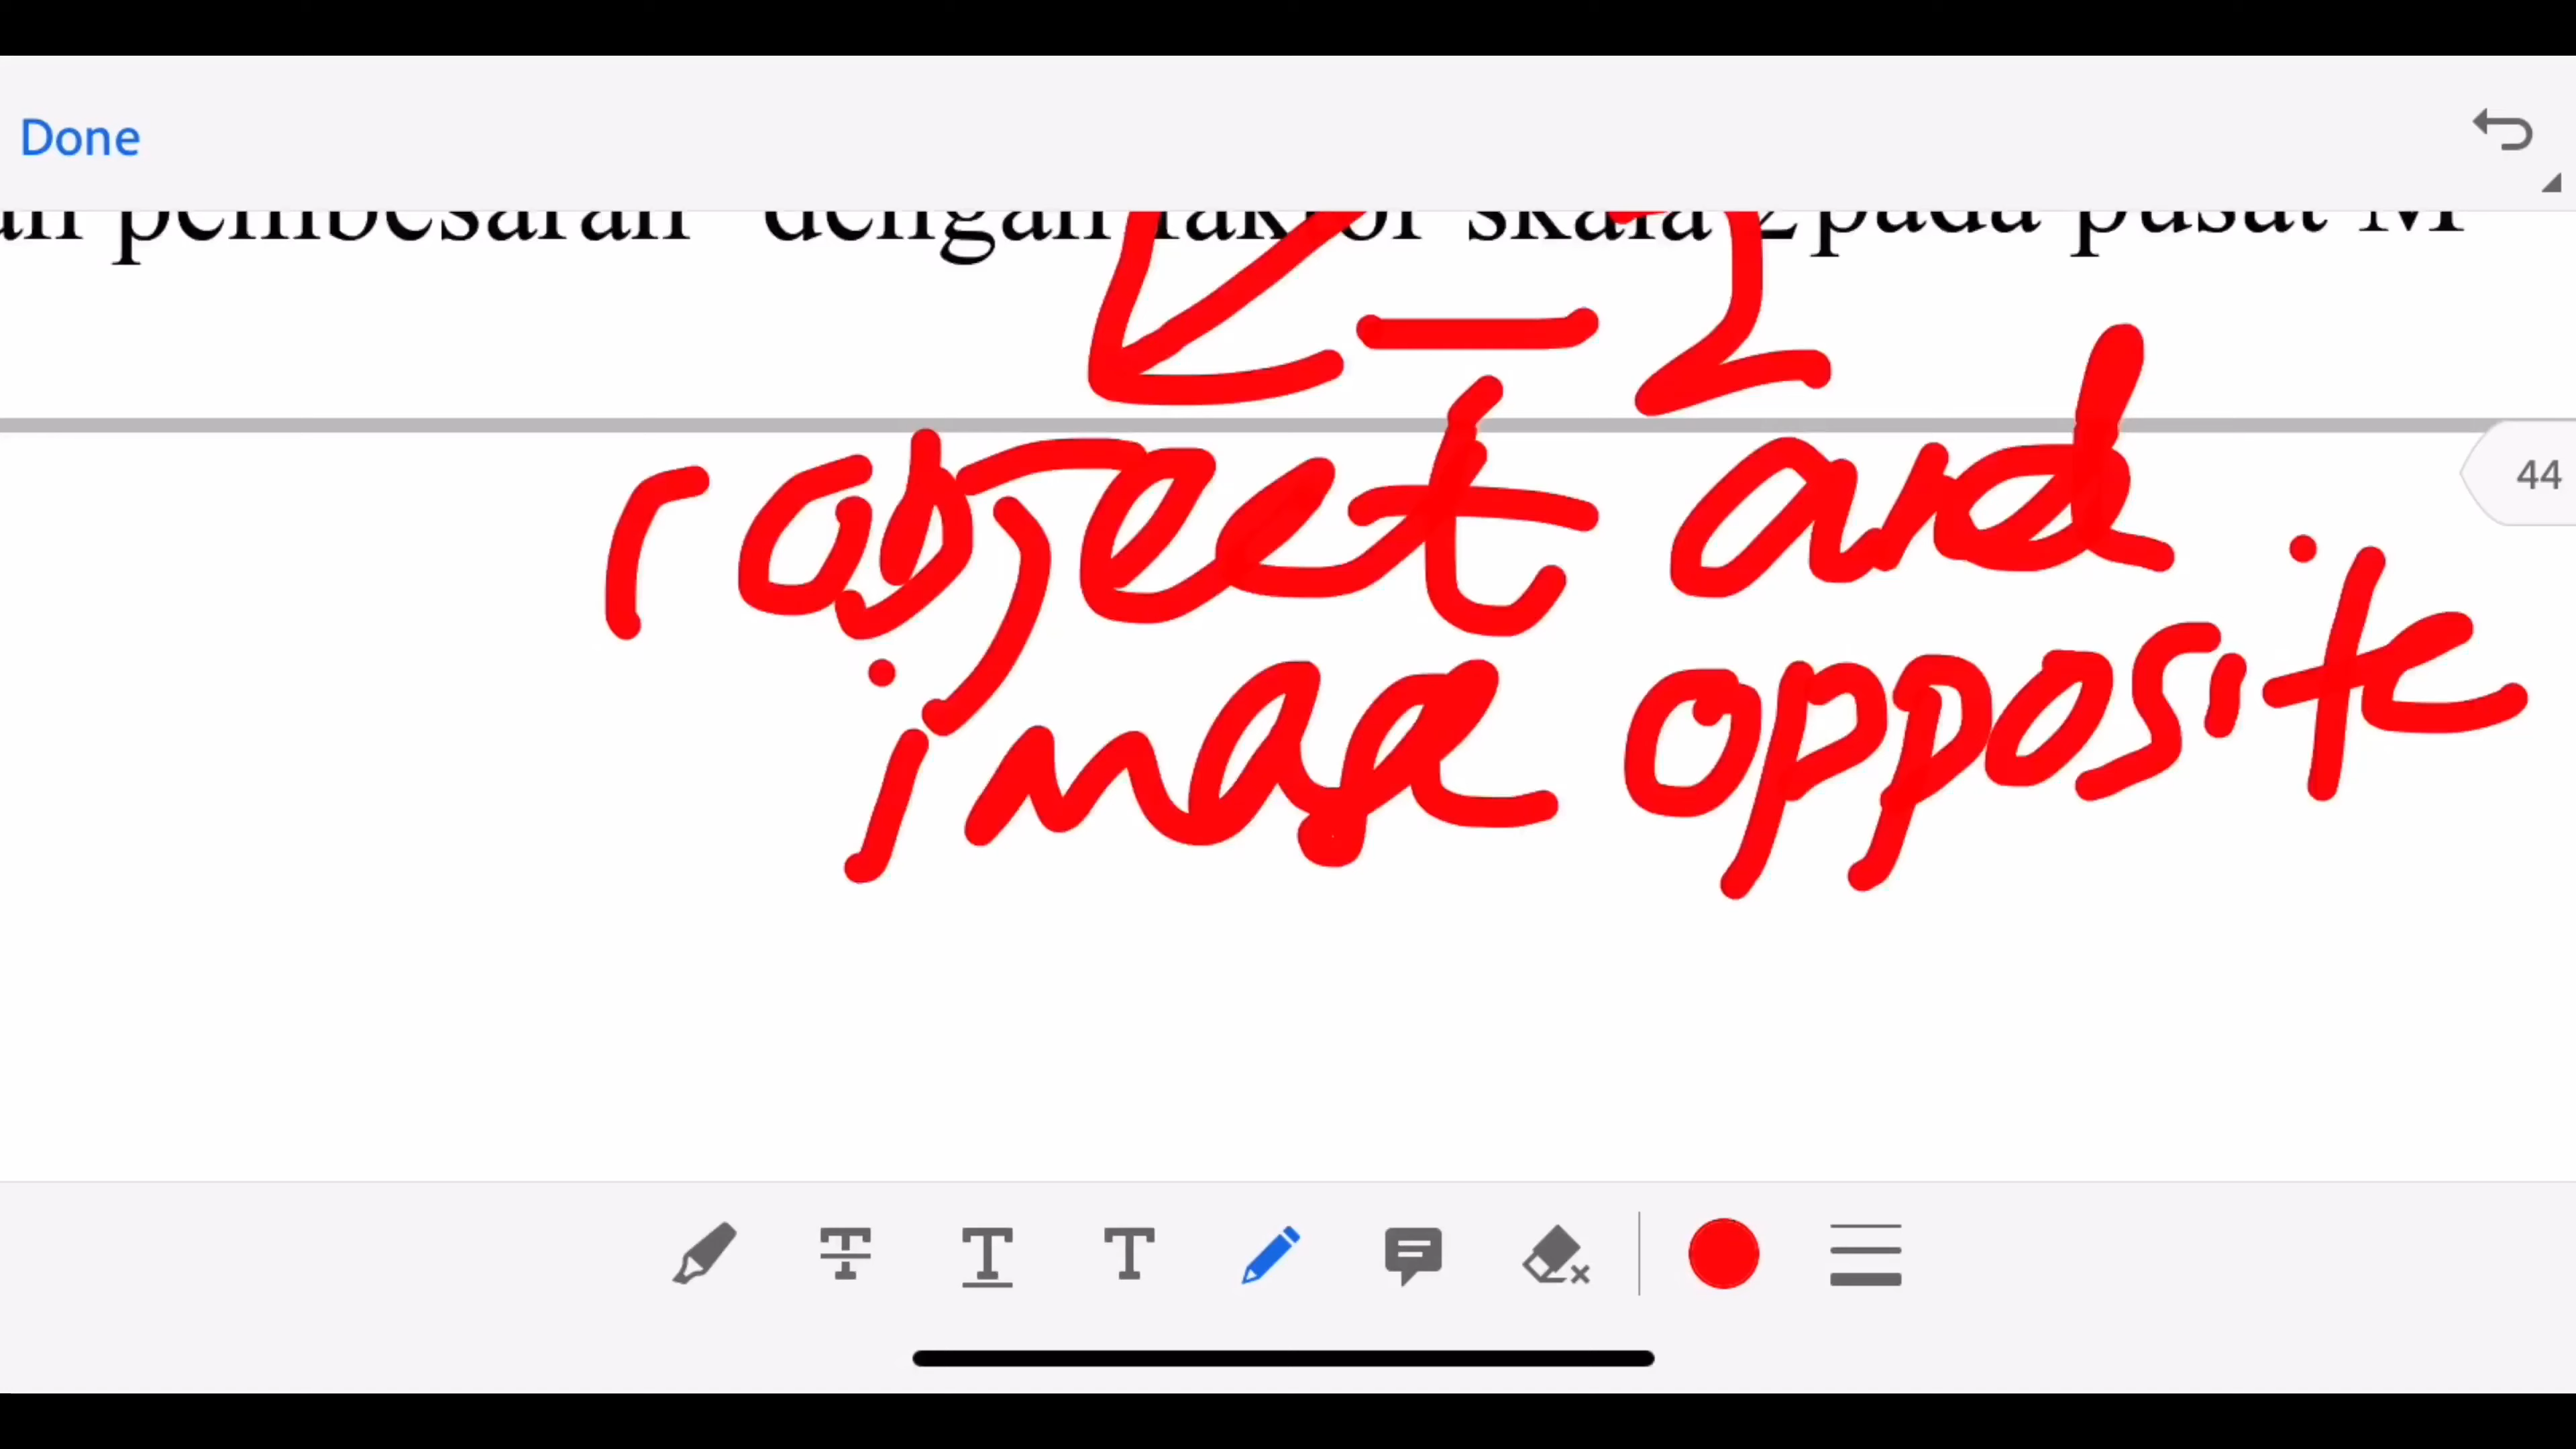 Done
pembesaran dengan faktor skala 2 pada pusat M
- 2
44
( object and
image opposite